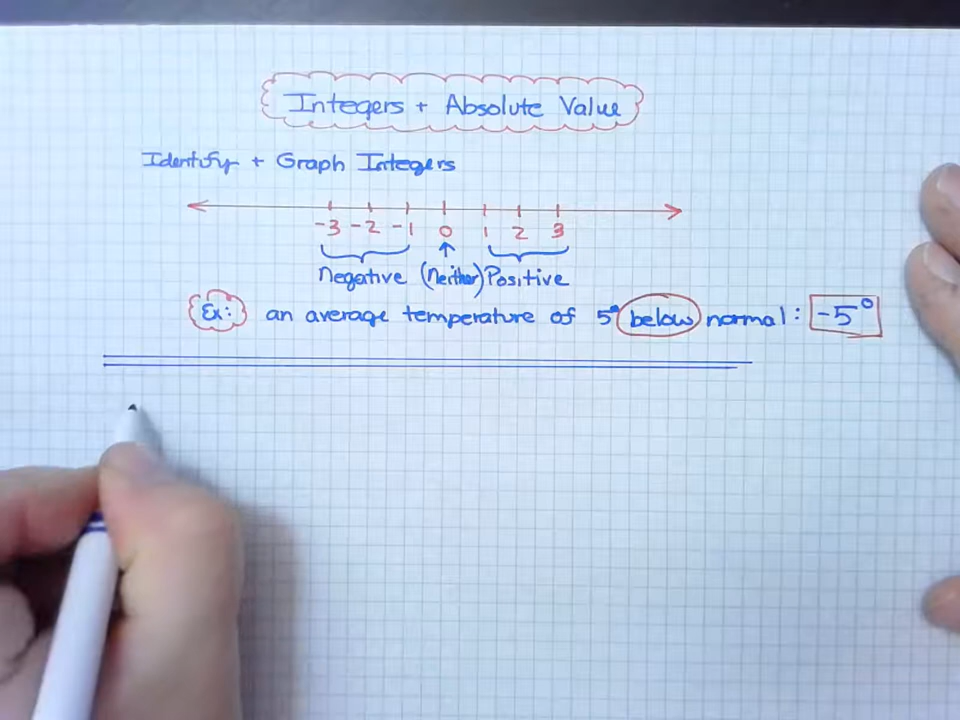 Integers + Absolute Value
Identify + Graph Integers
-3 -2 -1 0 1 2 3
Negative (Neither) Positive
Ex: an average temperature of 5° below normal: -5°